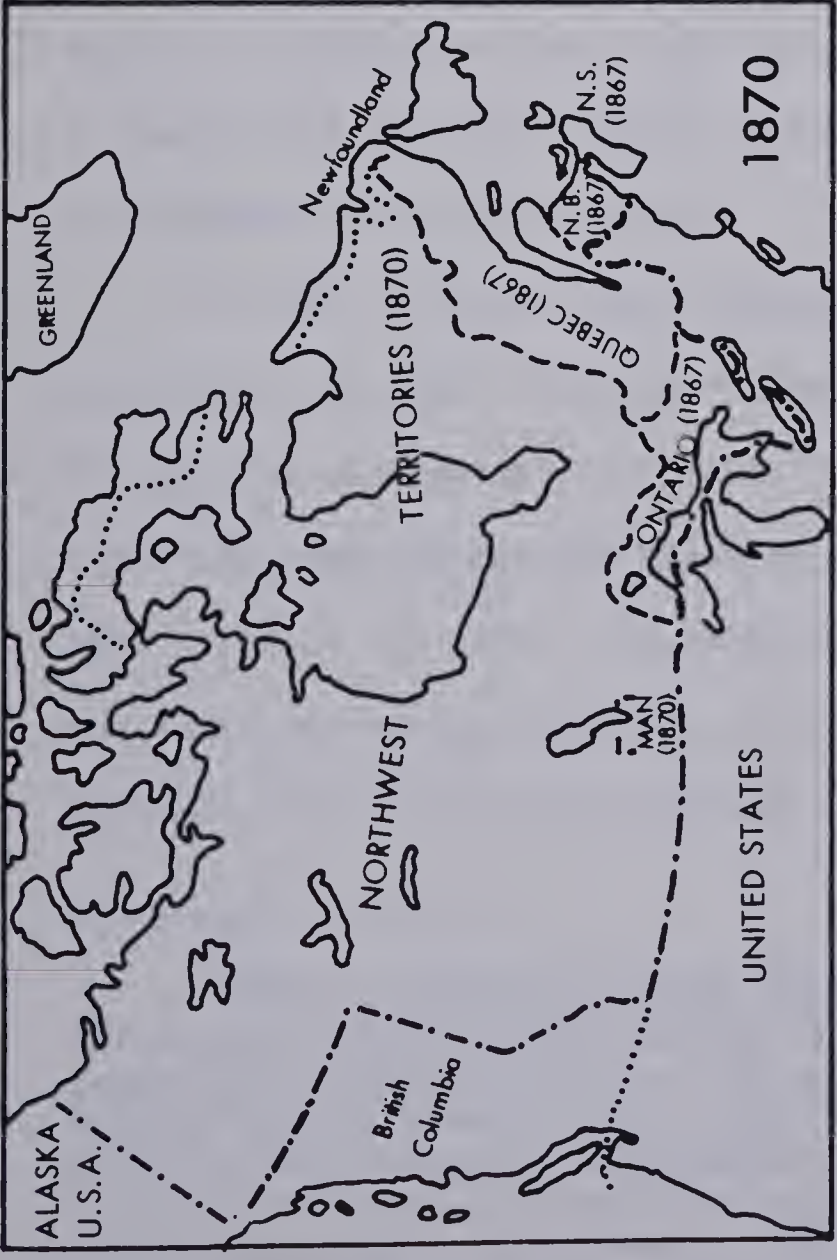 ALASKA
U.S.A.
GREENLAND
British
Columbia
NORTHWEST
TERRITORIES (1870)
Newfoundland
MAN
(1870)
ONTARIO (1867)
QUEBEC (1867)
N.B.
(1867)
N.S.
(1867)
UNITED STATES
1870